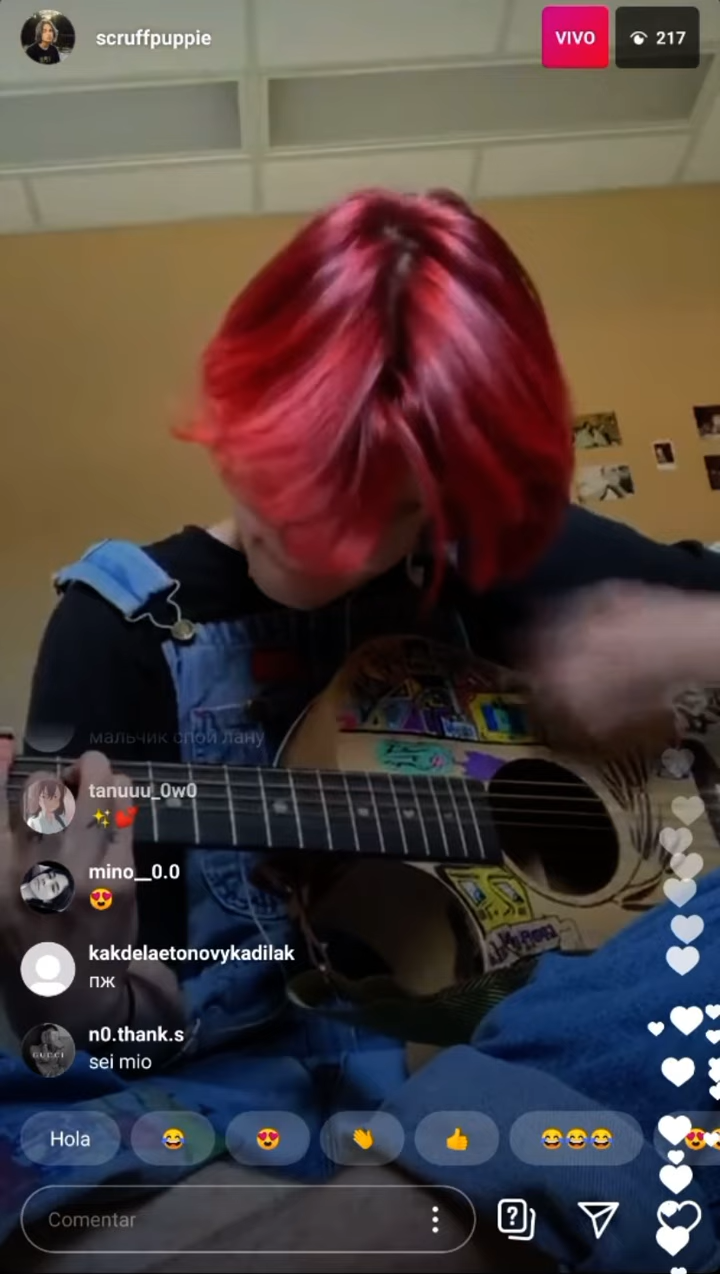 scruffpuppie
VIVO
217
мальчик спой лану
tanuuu_0w0
✨💕
mino__0.0
😍
kakdelaetonovykadilak
пж
n0.thank.s
sei mio
Hola
😂
😍
👏
👍
😂😂😂
Comentar